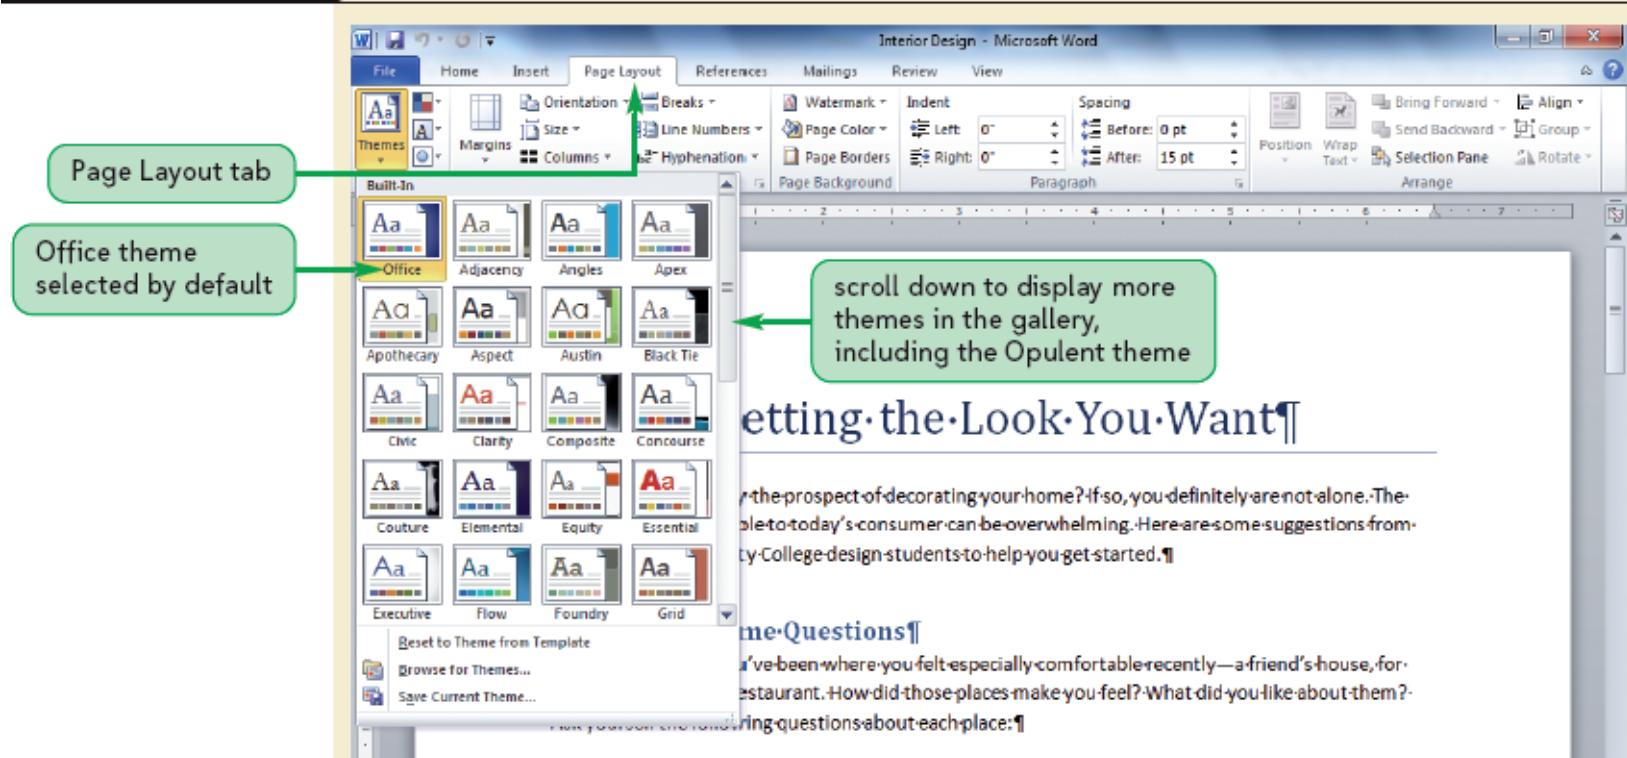 Interior Design - Microsoft Word
File Home Insert Page Layout References Mailings Review View
Themes
Margins
Orientation
Size
Columns
Breaks
Line Numbers
Hyphenation
Watermark
Page Color
Page Borders
Page Background
Indent
Left: 0"
Right: 0"
Spacing
Before: 0 pt
After: 15 pt
Paragraph
Position
Wrap
Text
Bring Forward
Send Backward
Selection Pane
Align
Group
Rotate
Arrange
Page Layout tab
Office theme
selected by default
Built-In
Office Adjacency Angles Apex
Apothecary Aspect Austin Black Tie
Civic Clarity Composite Concourse
Couture Elemental Equity Essential
Executive Flow Foundry Grid
Reset to Theme from Template
Browse for Themes...
Save Current Theme...
2 3 4 5 6 7
scroll down to display more
themes in the gallery,
including the Opulent theme
etting·the·Look·You·Want¶
the·prospect·of·decorating·your·home?·If·so,·you·definitely·are·not·alone.·The·
to·today's·consumer·can·be·overwhelming.·Here·are·some·suggestions·from·
College·design·students·to·help·you·get·started.¶
me·Questions¶
've·been·where·you·felt·especially·comfortable·recently—a·friend's·house,·for·
estaurant.·How·did·those·places·make·you·feel?·What·did·you·like·about·them?·
questions·about·each·place:¶